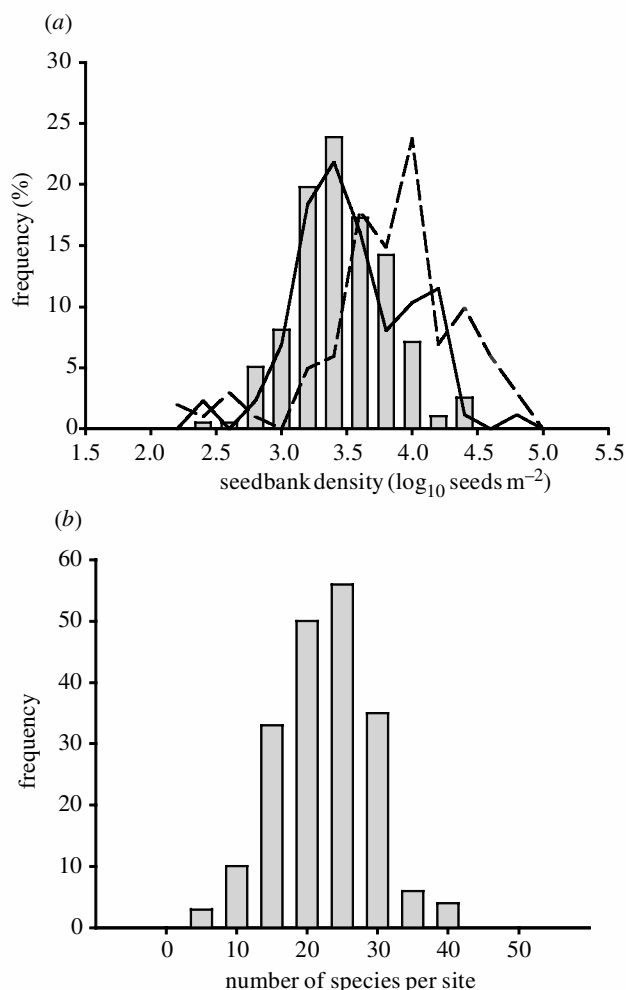 (a)
30
25
20
15
10
5
0
frequency (%)
1.5 2.0 2.5 3.0 3.5 4.0 4.5 5.0 5.5
seedbank density (log₁₀ seeds m⁻²)
(b)
60
50
40
30
20
10
0
frequency
0 10 20 30 40 50
number of species per site